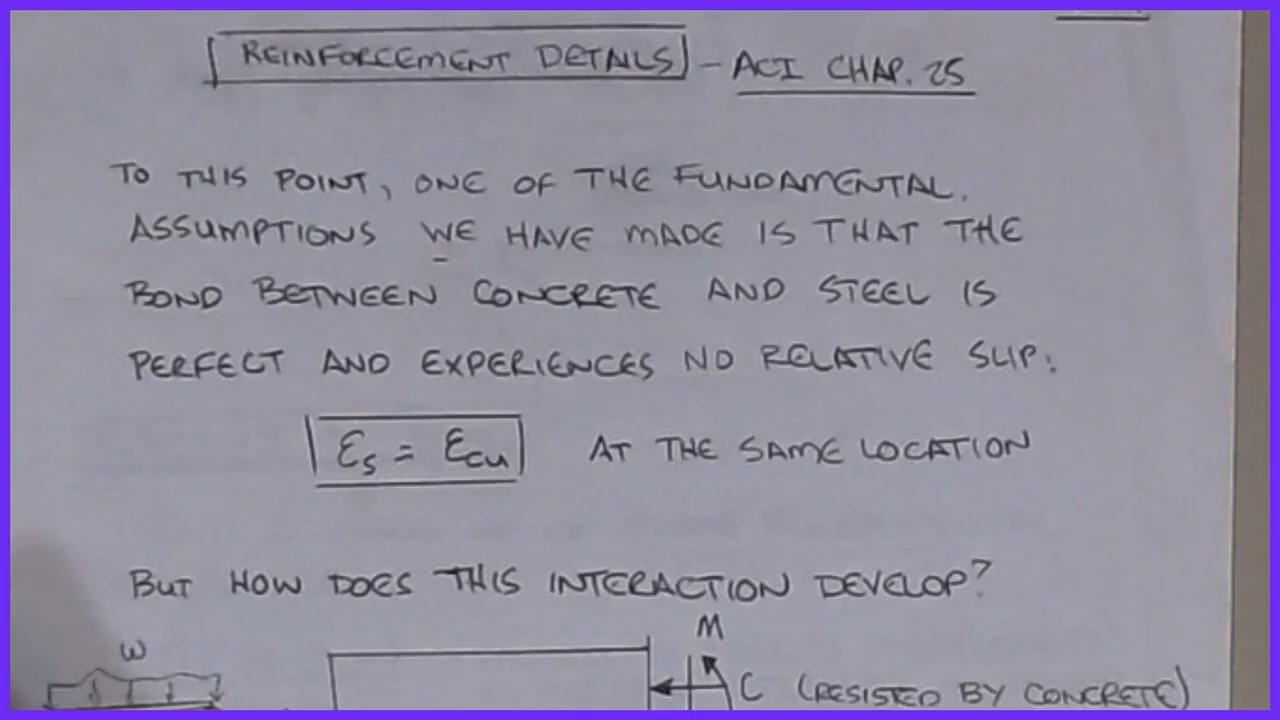 REINFORCEMENT DETAILS - ACI CHAP. 25
TO THIS POINT, ONE OF THE FUNDAMENTAL
ASSUMPTIONS WE HAVE MADE IS THAT THE
BOND BETWEEN CONCRETE AND STEEL IS
PERFECT AND EXPERIENCES NO RELATIVE SLIP:
εs = εcu AT THE SAME LOCATION
BUT HOW DOES THIS INTERACTION DEVELOP?
M
w
C (RESISTED BY CONCRETE)